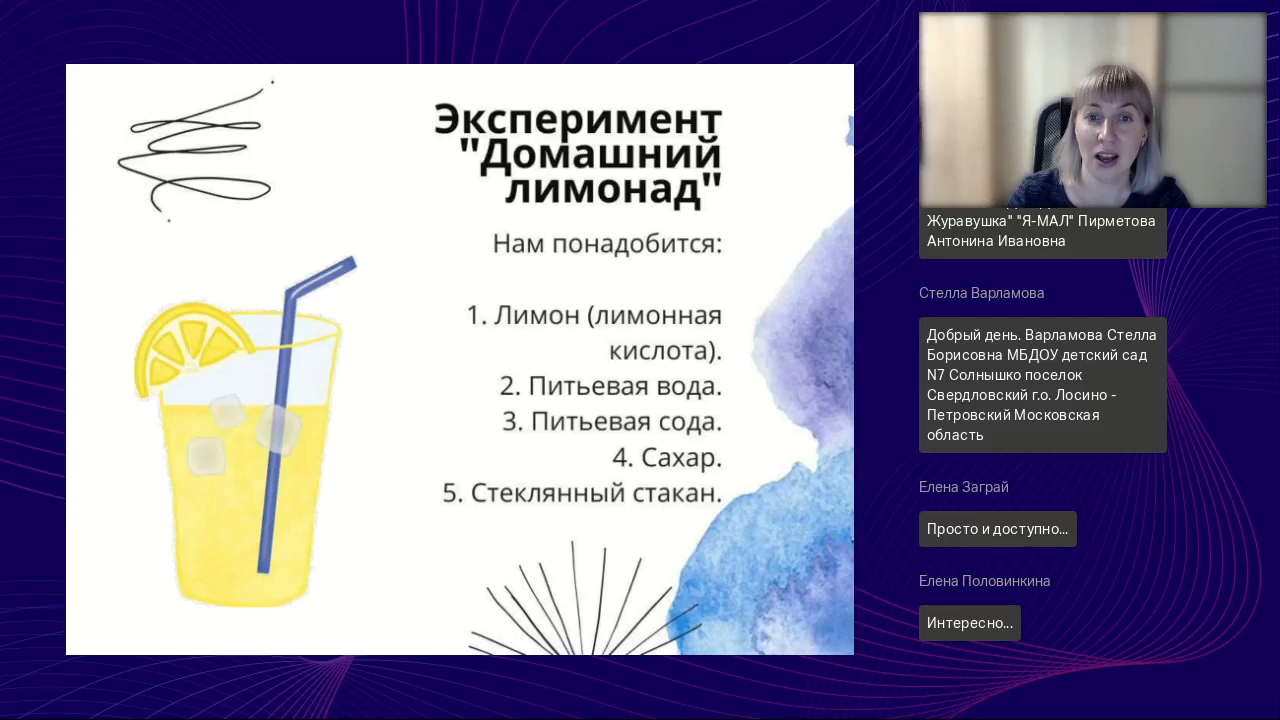 Эксперимент
"Домашний
лимонад"
Нам понадобится:
1. Лимон (лимонная
кислота).
2. Питьевая вода.
3. Питьевая сода.
4. Сахар.
5. Стеклянный стакан.
Журавушка" "Я-МАЛ" Пирметова
Антонина Ивановна
Стелла Варламова
Добрый день. Варламова Стелла
Борисовна МБДОУ детский сад
N7 Солнышко поселок
Свердловский г.о. Лосино -
Петровский Московская
область
Елена Заграй
Просто и доступно...
Елена Половинкина
Интересно...